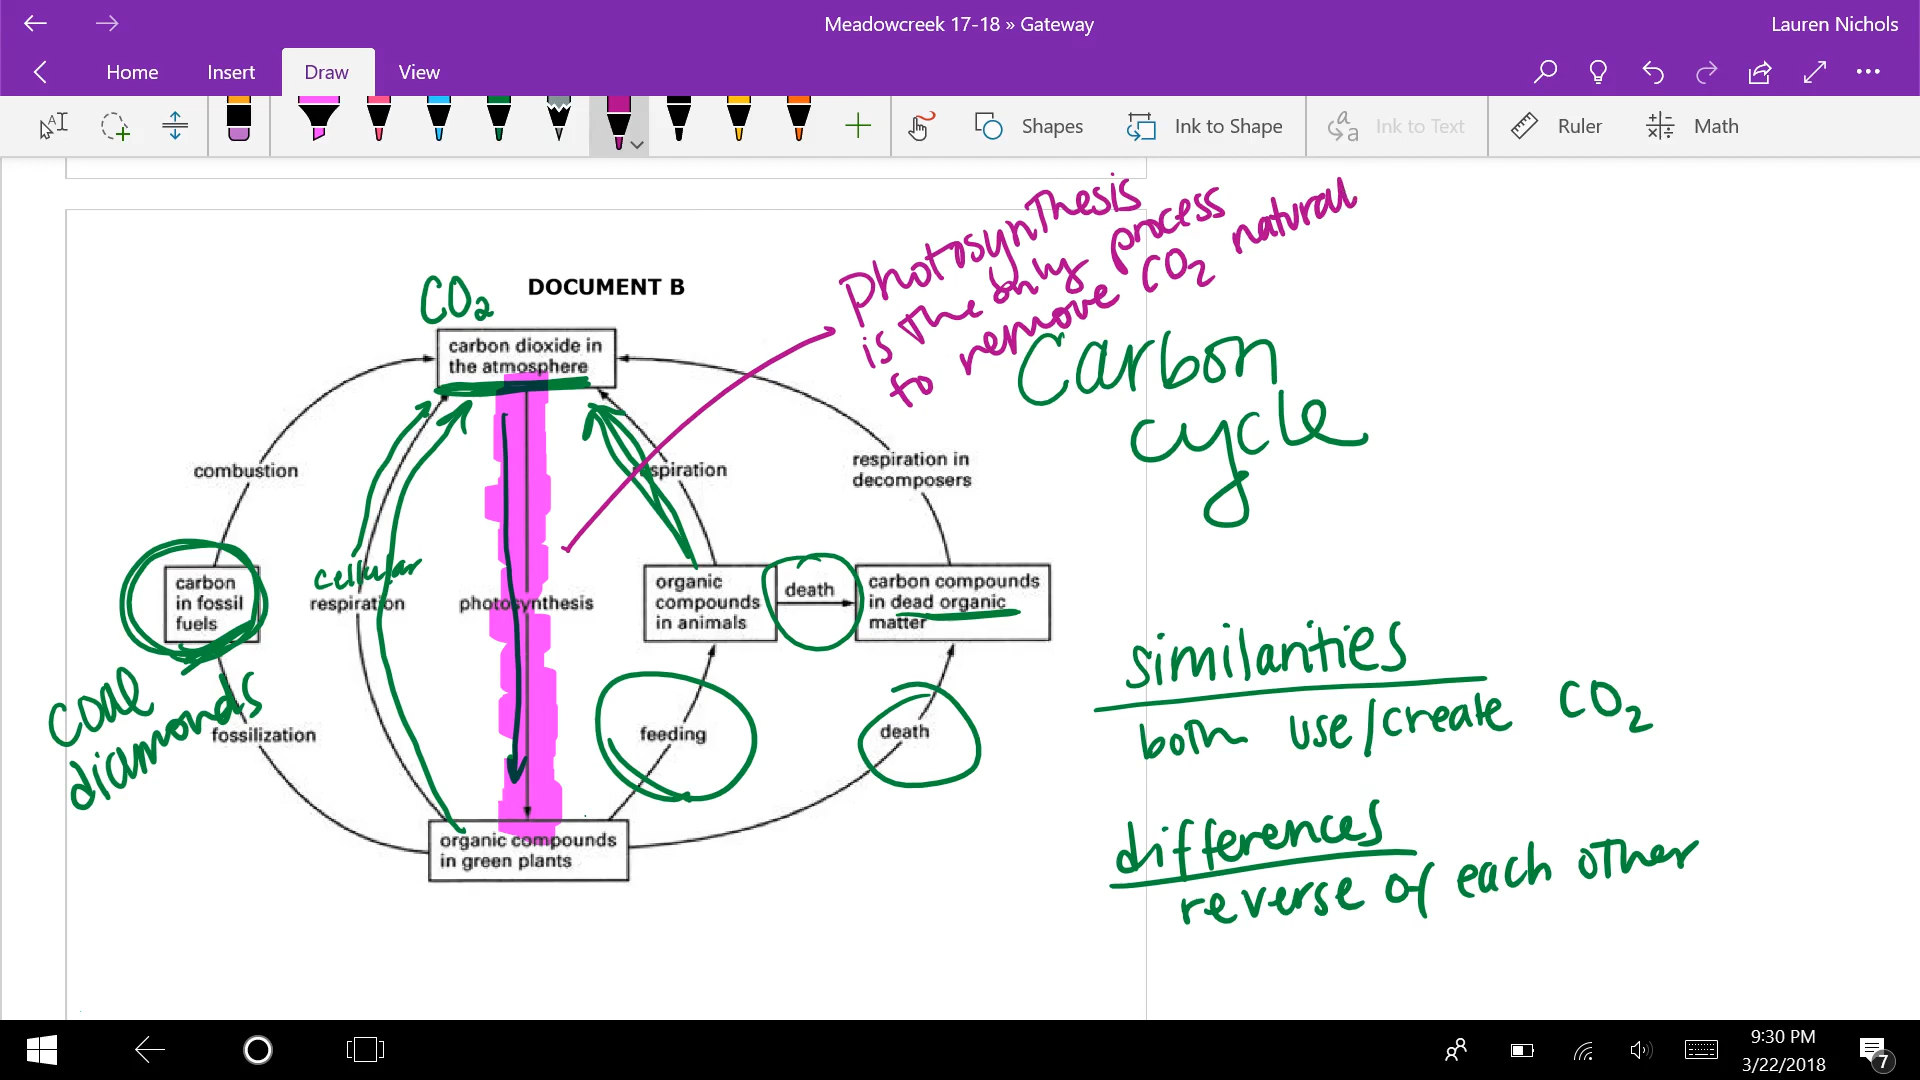 Meadowcreek 17-18 » Gateway
Lauren Nichols
Home Insert Draw View
Shapes Ink to Shape Ink to Text Ruler Math
Photosynthesis
is the only process
to remove CO2 natural
CO2
DOCUMENT B
carbon dioxide in
the atmosphere
Carbon
cycle
combustion
respiration
respiration in
decomposers
carbon
in fossil
fuels
cellular
respiration
photosynthesis
organic
compounds
in animals
death
carbon compounds
in dead organic
matter
coal
diamonds
fossilization
feeding
death
organic compounds
in green plants
similarities
both use/create CO2
differences
reverse of each other
9:30 PM
3/22/2018
7